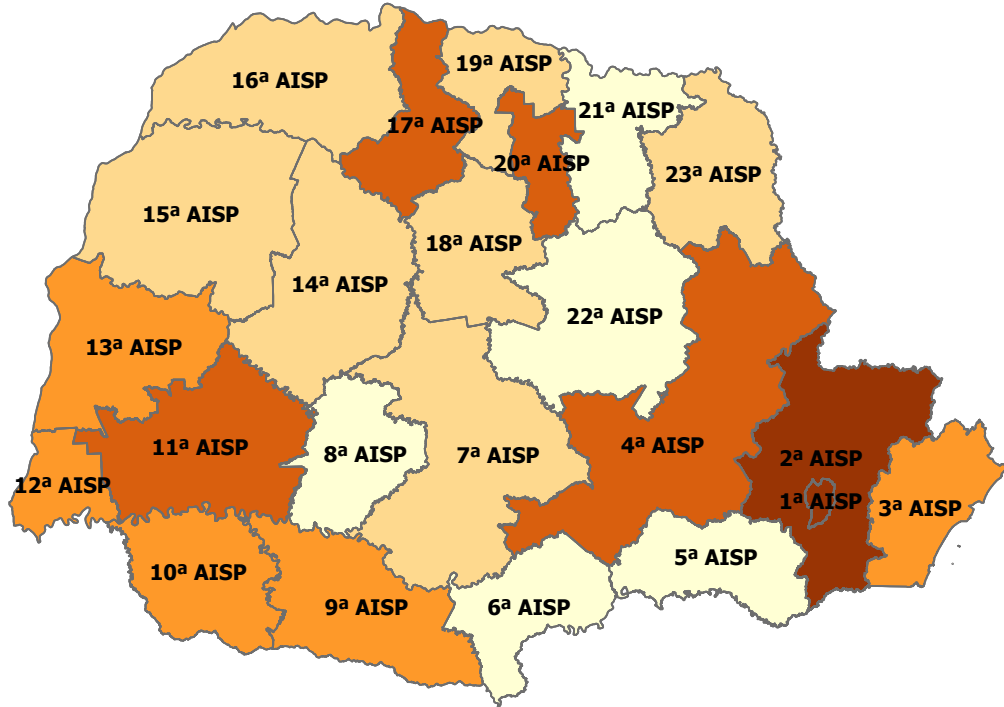 16ª AISP
19ª AISP
21ª AISP
17ª AISP
20ª AISP
23ª AISP
15ª AISP
18ª AISP
14ª AISP
22ª AISP
13ª AISP
11ª AISP
8ª AISP
7ª AISP
4ª AISP
2ª AISP
12ª AISP
1ª AISP
3ª AISP
5ª AISP
10ª AISP
9ª AISP
6ª AISP